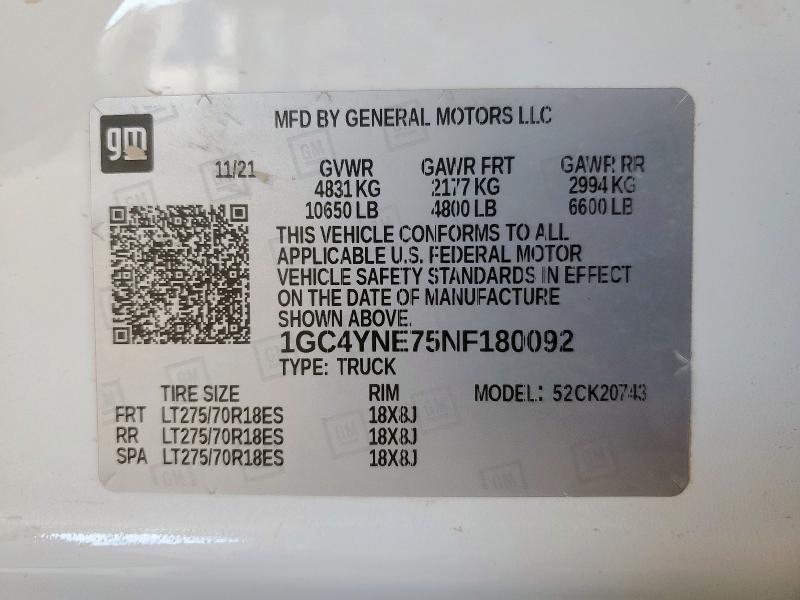 gm
MFD BY GENERAL MOTORS LLC
11/21 GVWR GAWR FRT GAWR RR
4831 KG 2177 KG 2994 KG
10650 LB 4800 LB 6600 LB
THIS VEHICLE CONFORMS TO ALL
APPLICABLE U.S. FEDERAL MOTOR
VEHICLE SAFETY STANDARDS IN EFFECT
ON THE DATE OF MANUFACTURE
SHOWN ABOVE.
1GC4YNE75NF180092
TYPE: TRUCK
TIRE SIZE RIM MODEL: 52CK20743
FRT LT275/70R18ES 18X8J
RR LT275/70R18ES 18X8J
SPA LT275/70R18ES 18X8J